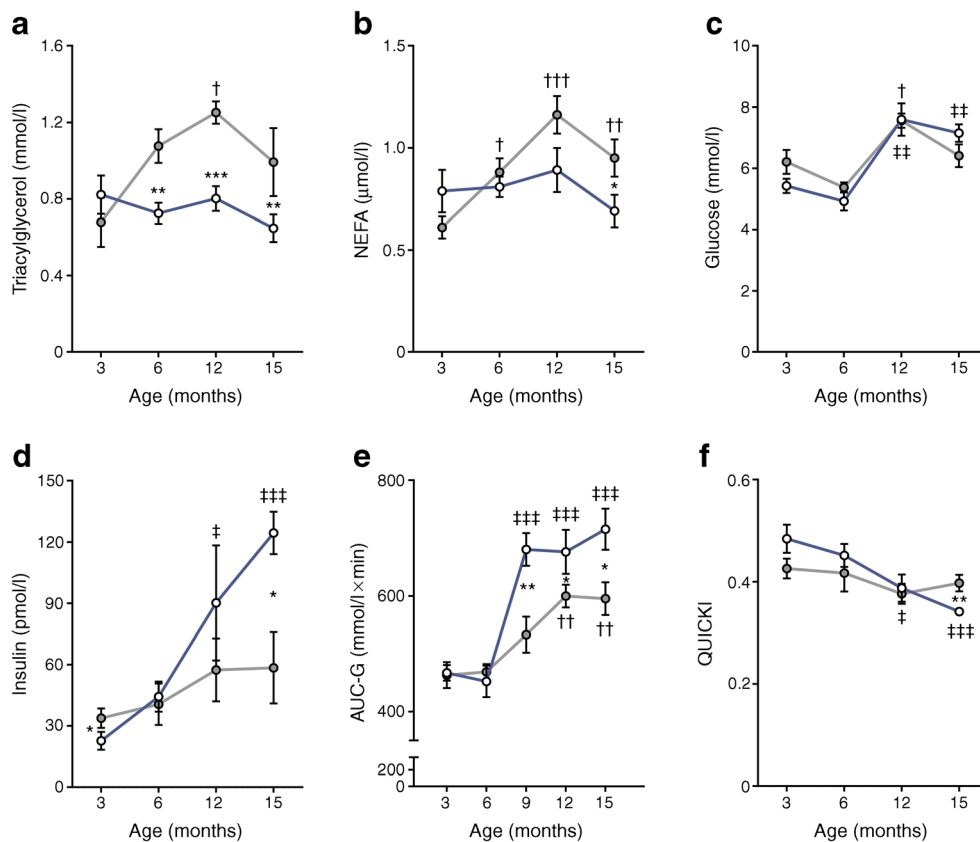 a
1.6
1.2
0.8
0.4
0
Triacylglycerol (mmol/l)
†
**
***
**
3 6 12 15
Age (months)
b
1.5
1.0
0.5
0
NEFA (μmol/l)
†
†††
††
*
3 6 12 15
Age (months)
c
10
8
6
4
2
0
Glucose (mmol/l)
†
‡‡
‡‡
3 6 12 15
Age (months)
d
150
120
90
60
30
0
Insulin (pmol/l)
*
‡
‡‡‡
*
3 6 12 15
Age (months)
e
800
600
400
200
0
AUC-G (mmol/l×min)
‡‡‡
‡‡‡
‡‡‡
**
*
*
††
††
3 6 9 12 15
Age (months)
f
0.6
0.4
0.2
0
QUICKI
‡
**
‡‡‡
3 6 12 15
Age (months)